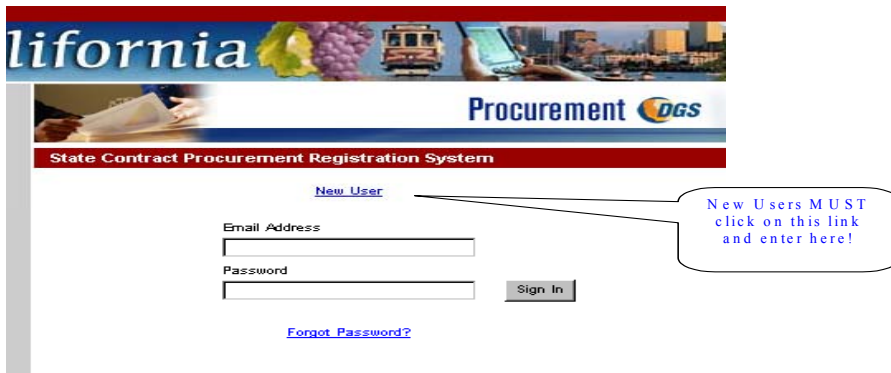 lifornia
Procurement DGS
State Contract Procurement Registration System
New User
New Users MUST
click on this link
and enter here!
Email Address
Password
Sign In
Forgot Password?